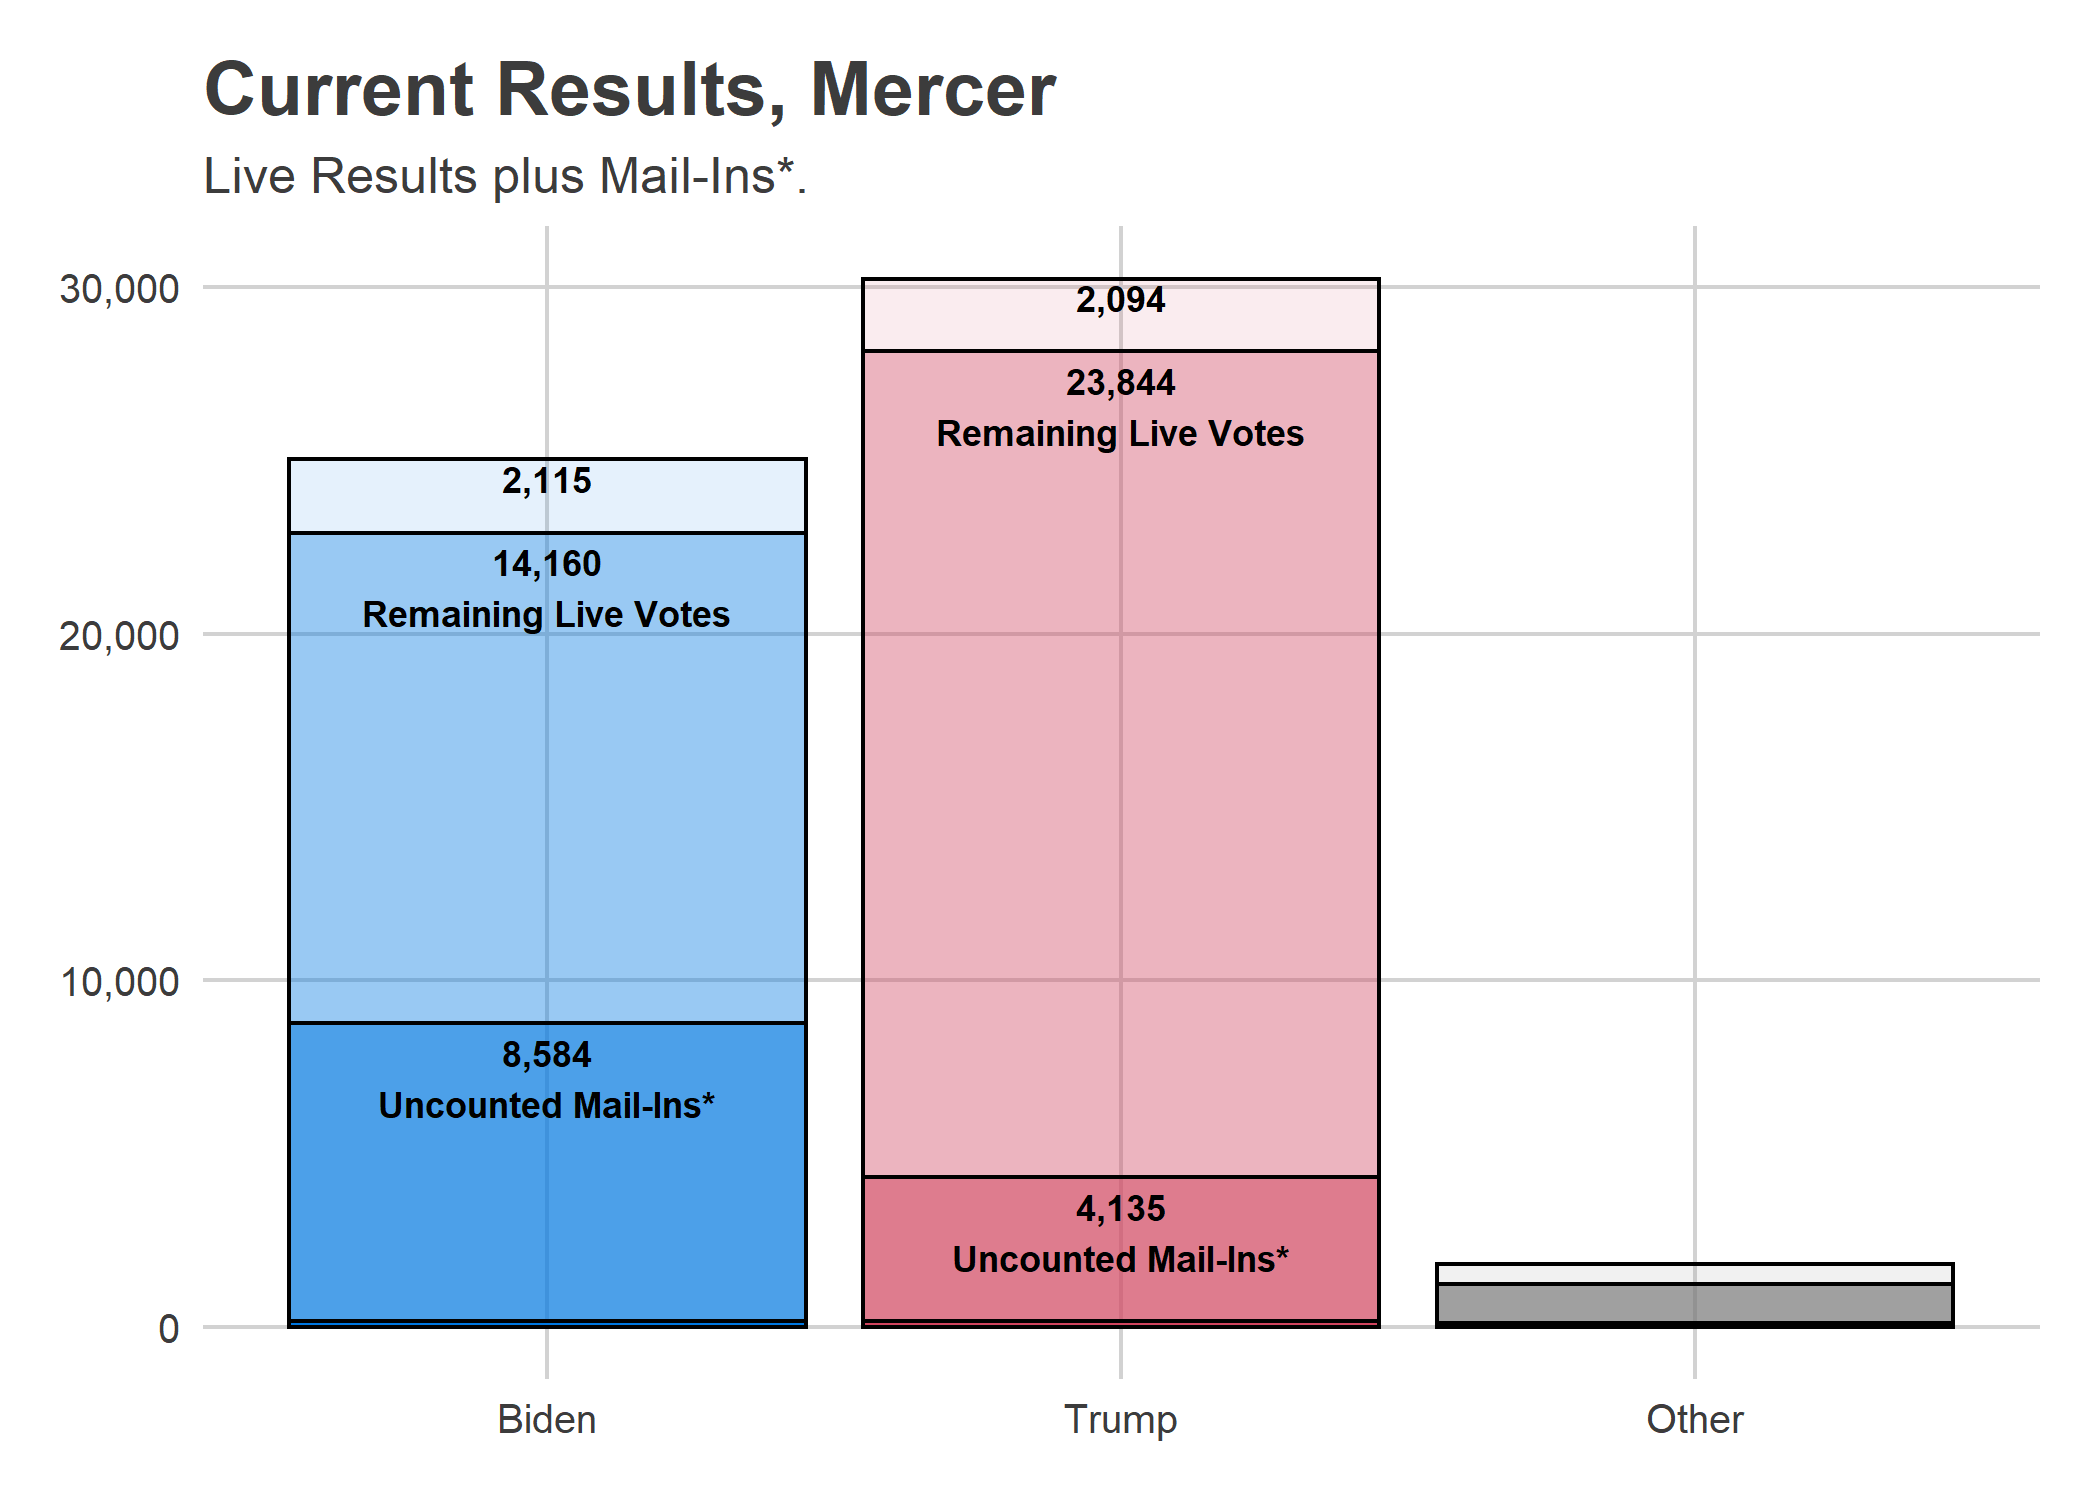 Current Results, Mercer
Live Results plus Mail-Ins*.
30,000
20,000
10,000
0
2,115
14,160
Remaining Live Votes
8,584
Uncounted Mail-Ins*
2,094
23,844
Remaining Live Votes
4,135
Uncounted Mail-Ins*
Biden
Trump
Other